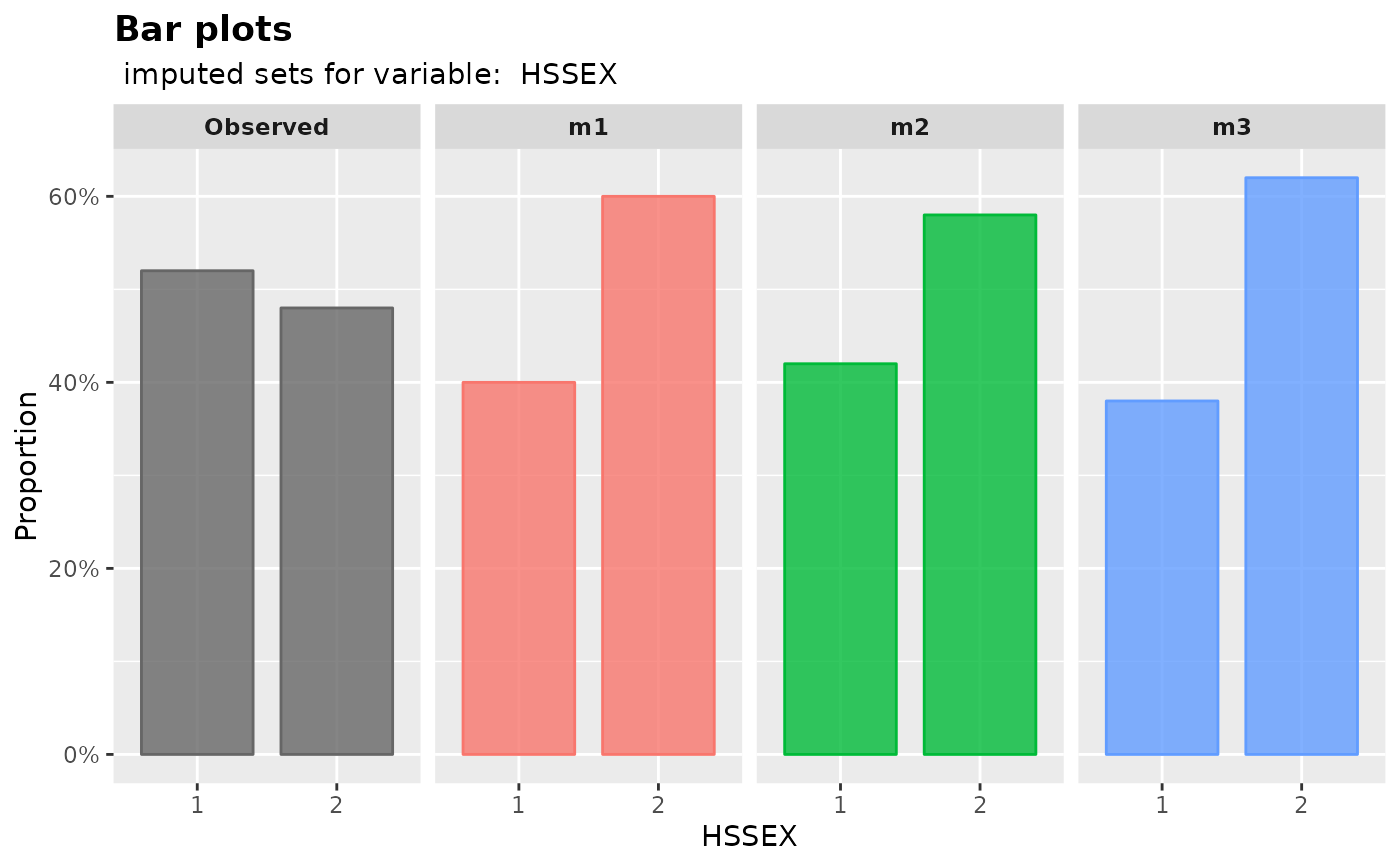 Bar plots
imputed sets for variable:  HSSEX
Observed m1 m2 m3
60%
40%
20%
0%
Proportion
1 2 1 2 1 2 1 2
HSSEX